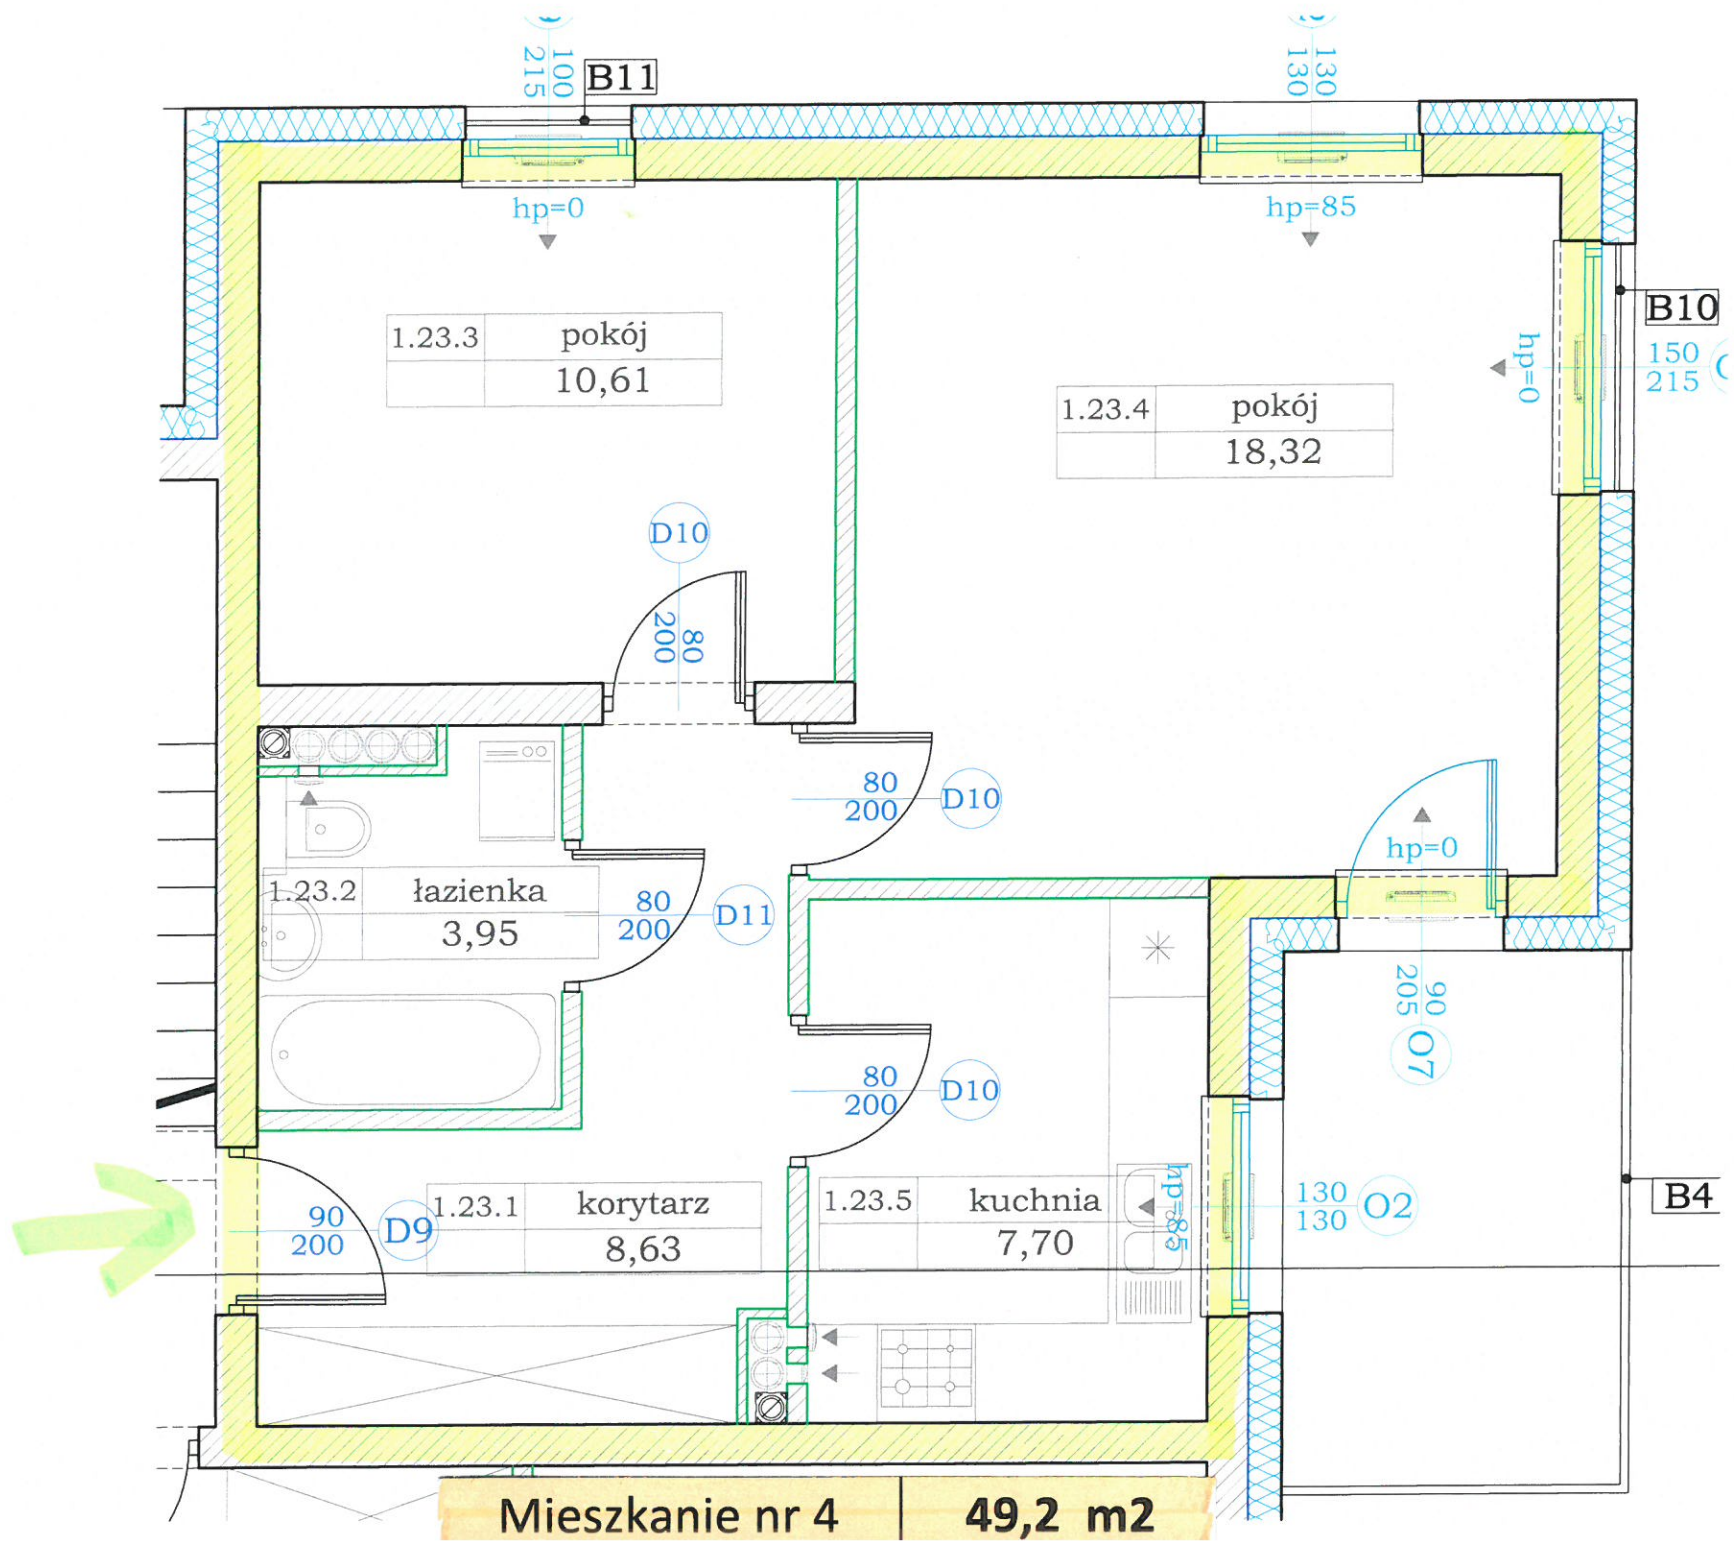 100
215
B11
130
130
hp=0
hp=85
B10
150
215
hp=0
1.23.3 pokój
10,61
1.23.4 pokój
18,32
D10
80
200
80
200
D10
hp=0
1.23.2 łazienka
3,95
80
200
D11
90
205
O7
80
200
D10
1.23.1 korytarz
8,63
90
200
D9
1.23.5 kuchnia
7,70
hp=85
130
130
O2
B4
Mieszkanie nr 4 49,2 m2